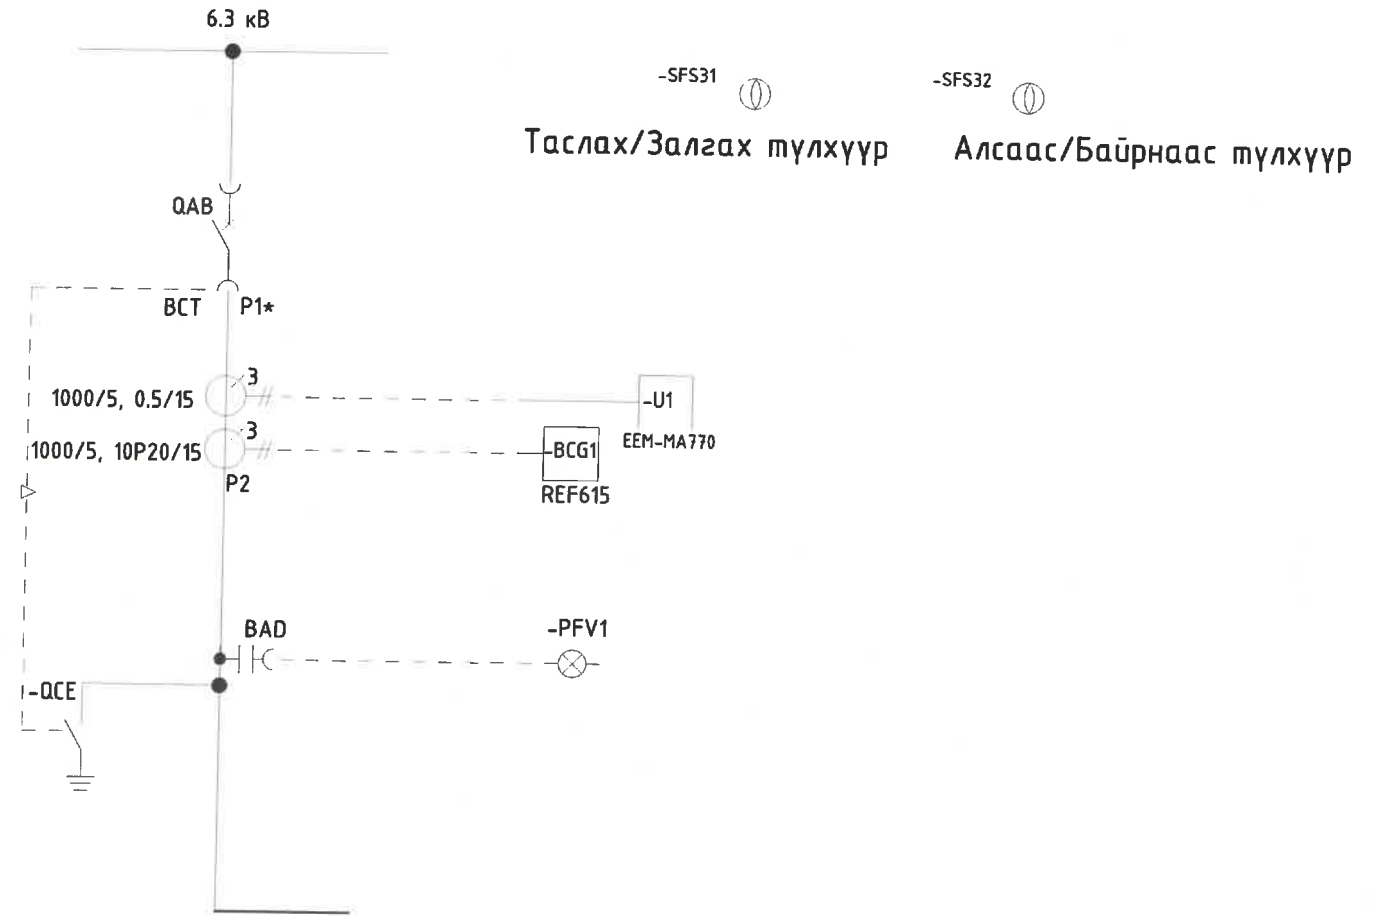 6.3 кВ
-SFS31
-SFS32
Таслах/Залгах түлхүүр
Алсаас/Байрнаас түлхүүр
QAB
BCT P1*
3
1000/5, 0.5/15
-U1
3
EEM-MA770
1000/5, 10P20/15
-BCG1
P2
REF615
BAD
-PFV1
-QCE